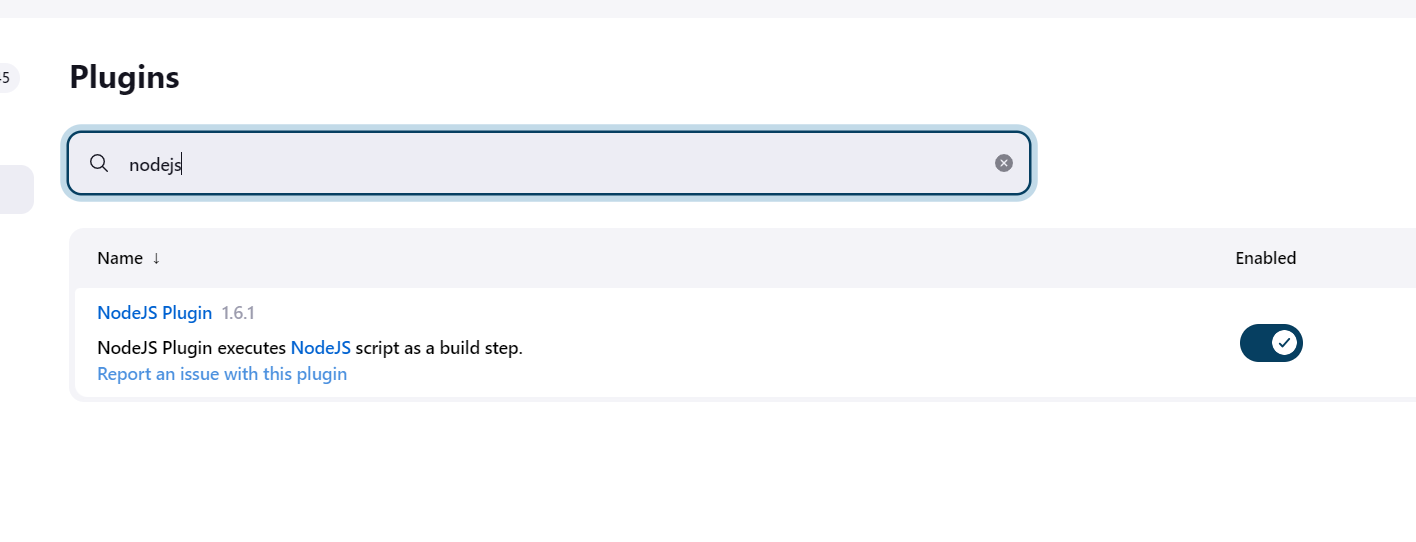 Plugins
nodejs
Name ↓ Enabled
NodeJS Plugin 1.6.1
NodeJS Plugin executes NodeJS script as a build step.
Report an issue with this plugin